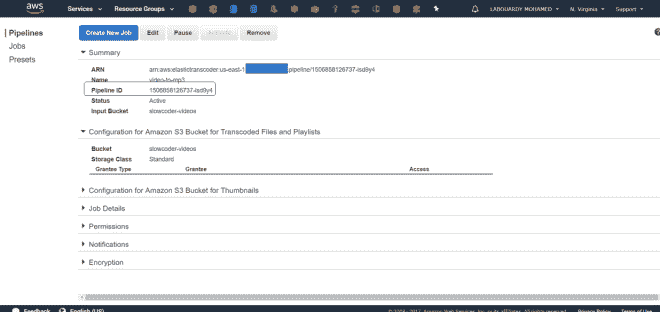 aws
Services
Resource Groups
LABOUARDY MOHAMED
N. Virginia
Support
Pipelines
Jobs
Presets
Create New Job
Edit
Pause
Activate
Remove
Summary
ARN arn:aws:elastictranscoder:us-east-1 :pipeline/1506858126737-isd9y4
Name video-to-mp3
Pipeline ID 1506858126737-isd9y4
Status Active
Input Bucket slowcoder-videos
Configuration for Amazon S3 Bucket for Transcoded Files and Playlists
Bucket slowcoder-videos
Storage Class Standard
Grantee Type Grantee Access
Configuration for Amazon S3 Bucket for Thumbnails
Job Details
Permissions
Notifications
Encryption
Feedback English (US)
© 2008 - 2017, Amazon Web Services, Inc. or its affiliates. All rights reserved. Privacy Policy Terms of Use